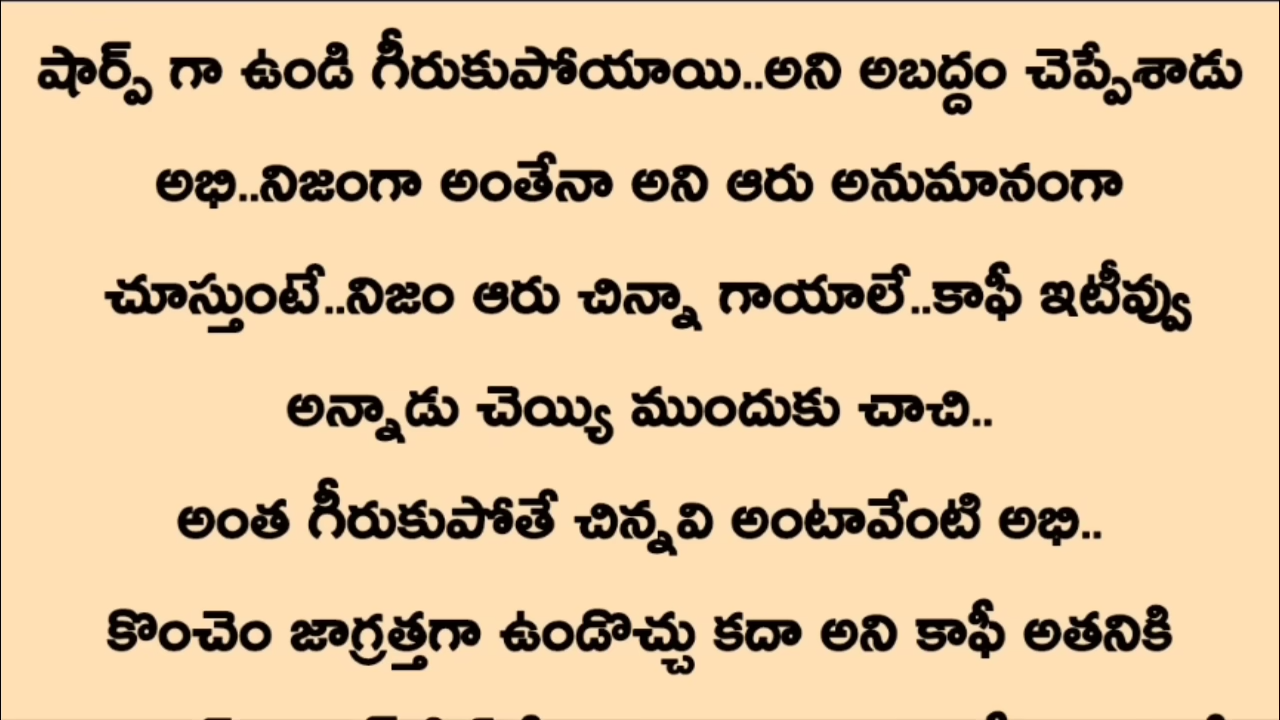 షార్ప్ గా ఉండి గీరుకుపోయాయి..అని అబద్దం చెప్పేశాడు
అభి..నిజంగా అంతేనా అని ఆరు అనుమానంగా
చూస్తుంటే..నిజం ఆరు చిన్నా గాయాలే..కాఫీ ఇటీవ్వు
అన్నాడు చెయ్యి ముందుకు చాచి..
అంత గీరుకుపోతే చిన్నవి అంటావేంటి అభి..
కొంచెం జాగ్రత్తగా ఉండొచ్చు కదా అని కాఫీ అతనికి